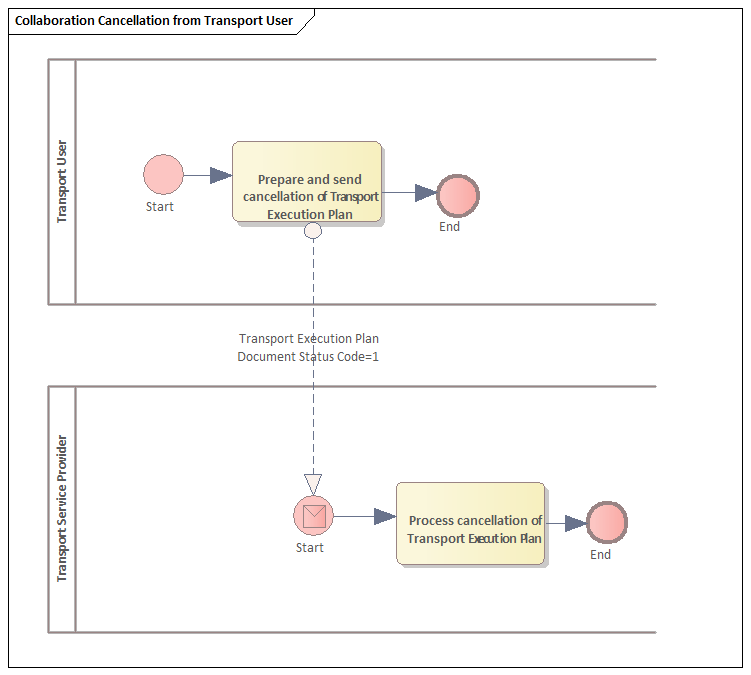 Collaboration Cancellation from Transport User
Transport User
Prepare and send
cancellation of Transport
Execution Plan
Start
End
Transport Execution Plan
Document Status Code=1
Transport Service Provider
Process cancellation of
Transport Execution Plan
Start
End